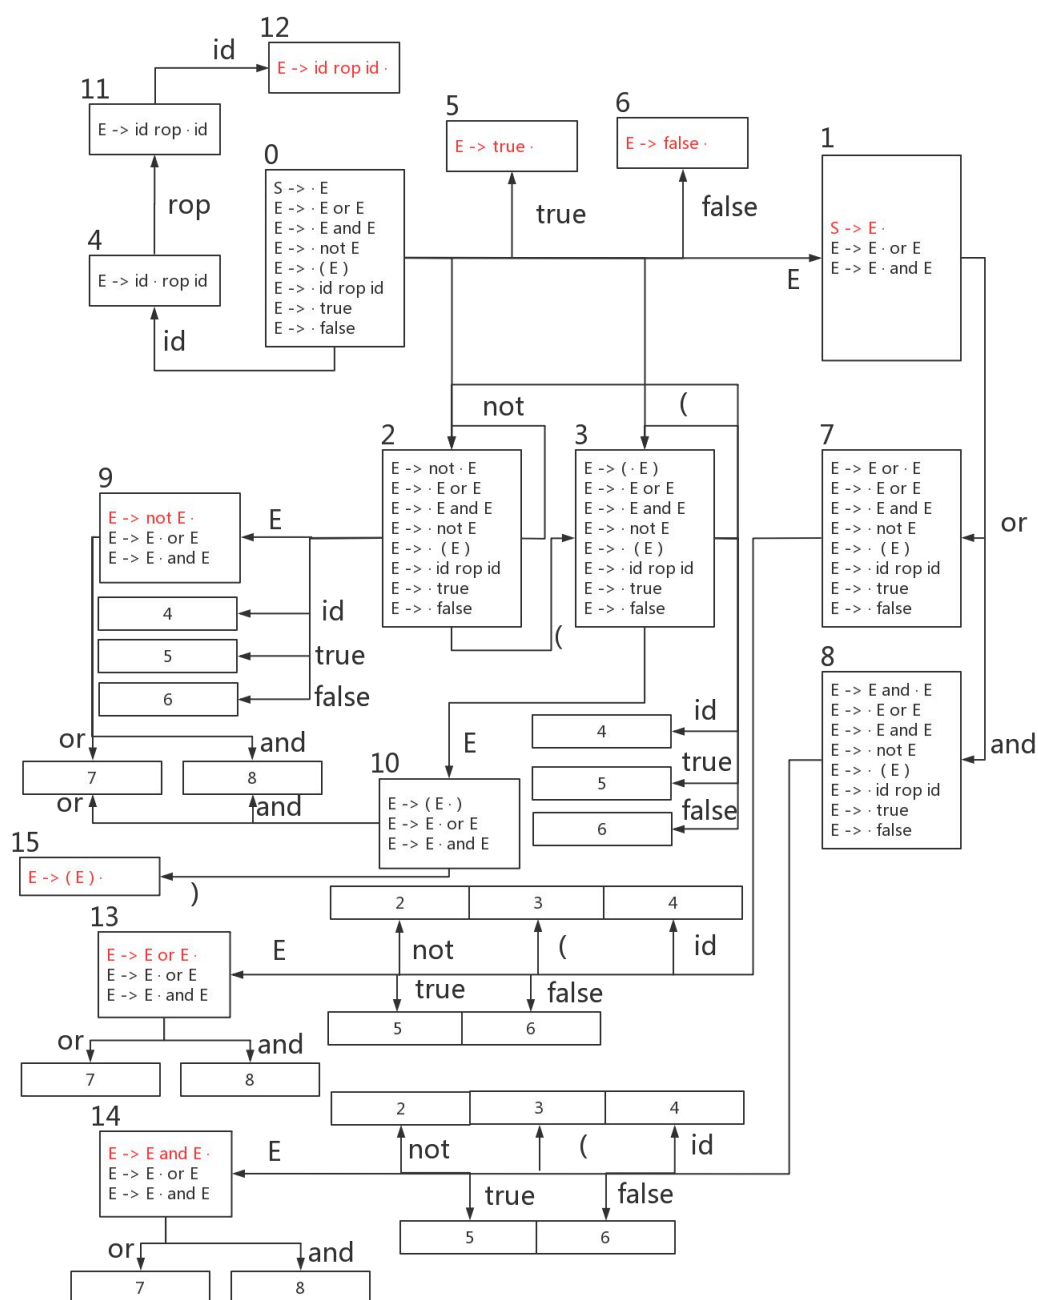 12
id
E -> id rop id ·
11
E -> id rop · id
rop
4
E -> id · rop id
id
0
S -> · E
E -> · E or E
E -> · E and E
E -> · not E
E -> · ( E )
E -> · id rop id
E -> · true
E -> · false
5
E -> true ·
true
6
E -> false ·
false
1
S -> E ·
E -> E · or E
E -> E · and E
E
not
(
2
E -> not · E
E -> · E or E
E -> · E and E
E -> · not E
E -> · ( E )
E -> · id rop id
E -> · true
E -> · false
(
3
E -> ( · E )
E -> · E or E
E -> · E and E
E -> · not E
E -> · ( E )
E -> · id rop id
E -> · true
E -> · false
7
E -> E or · E
E -> · E or E
E -> · E and E
E -> · not E
E -> · ( E )
E -> · id rop id
E -> · true
E -> · false
or
8
E -> E and · E
E -> · E or E
E -> · E and E
E -> · not E
E -> · ( E )
E -> · id rop id
E -> · true
E -> · false
and
9
E -> not E ·
E -> E · or E
E -> E · and E
E
4
id
5
true
6
false
or
and
7
8
or
and
E
10
E -> ( E · )
E -> E · or E
E -> E · and E
4
id
5
true
6
false
15
E -> ( E ) ·
)
2
3
4
not
(
id
13
E -> E or E ·
E -> E · or E
E -> E · and E
E
true
false
5
6
or
and
7
8
2
3
4
not
(
id
14
E -> E and E ·
E -> E · or E
E -> E · and E
E
true
false
5
6
or
and
7
8